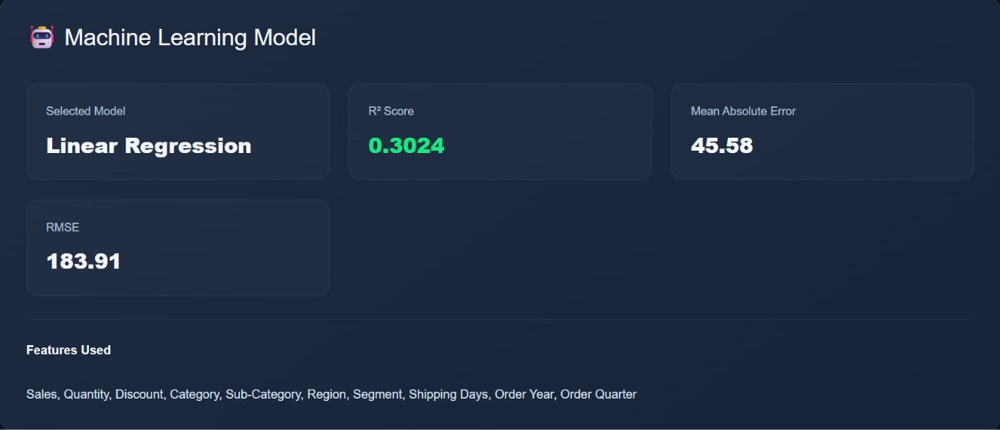 Machine Learning Model
Selected Model
Linear Regression
R² Score
0.3024
Mean Absolute Error
45.58
RMSE
183.91
Features Used
Sales, Quantity, Discount, Category, Sub-Category, Region, Segment, Shipping Days, Order Year, Order Quarter